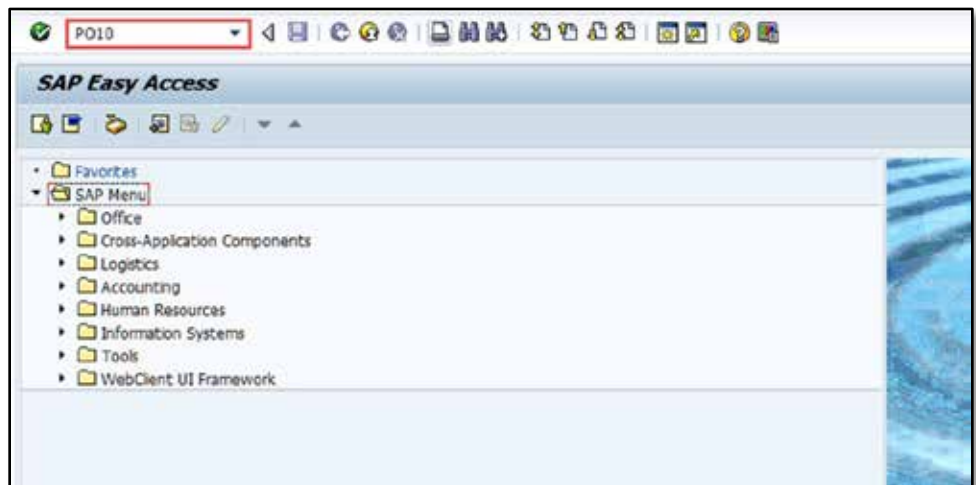 PO10
SAP Easy Access
Favorites
SAP Menu
Office
Cross-Application Components
Logistics
Accounting
Human Resources
Information Systems
Tools
WebClient UI Framework